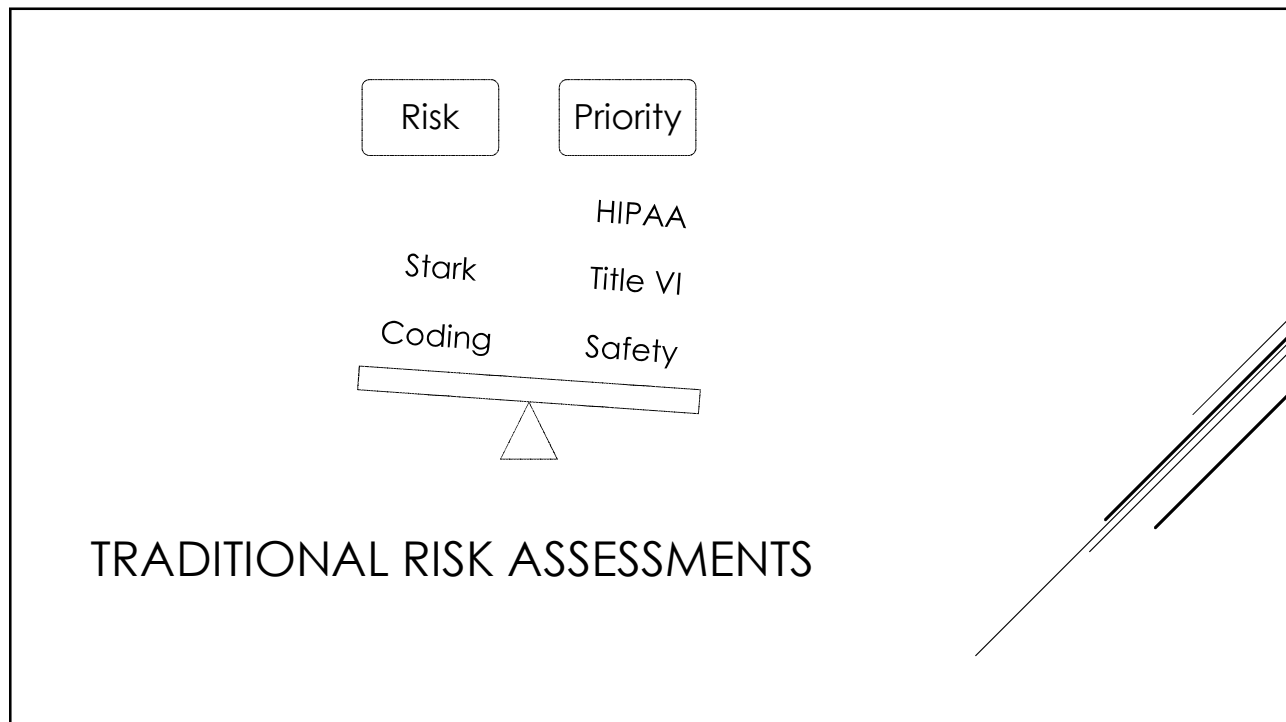 Risk
Priority
HIPAA
Stark
Title VI
Coding
Safety
TRADITIONAL RISK ASSESSMENTS